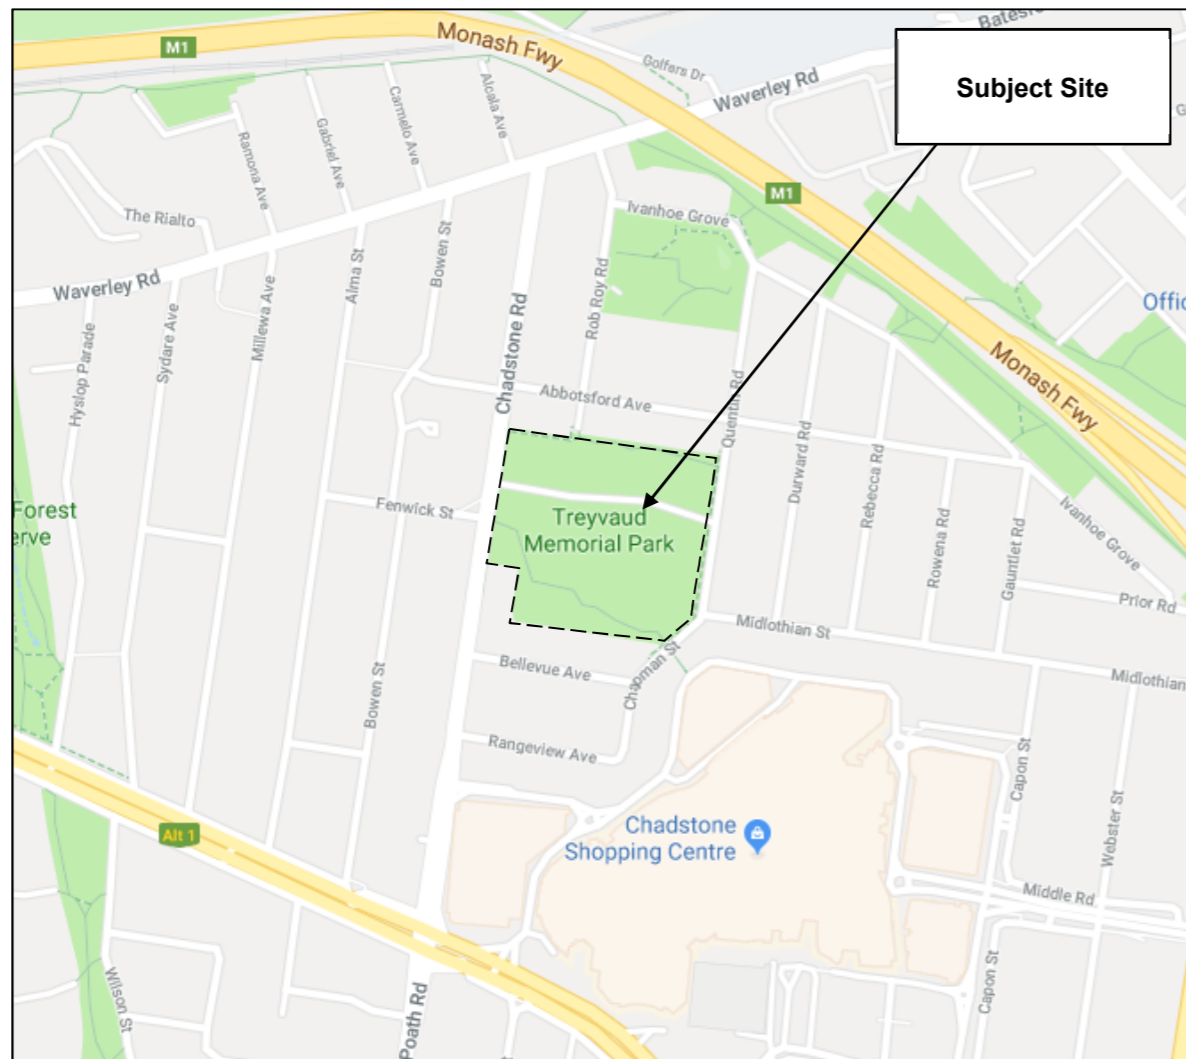 M1
Monash Fwy
Golfers Dr
Waverley Rd
Subject Site
Alcala Ave
Carmelo Ave
Gabriel Ave
Ramona Ave
The Rialto
M1
Ivanhoe Grove
Waverley Rd
Bowen St
Alma St
Rob Roy Rd
Chadstone Rd
Millewa Ave
Sydare Ave
Hyslop Parade
Offic
Monash Fwy
Abbotsford Ave
Quentin Rd
Durward Rd
Rebecca Rd
Fenwick St
Treyvaud
Memorial Park
Forest
erve
Rowena Rd
Gauntlet Rd
Ivanhoe Grove
Prior Rd
Midlothian St
Midlothian
Bellevue Ave
Chapman St
Bowen St
Rangeview Ave
Capon St
Webster St
Alt 1
Chadstone
Shopping Centre
Middle Rd
Capon St
Wilson St
Poath Rd